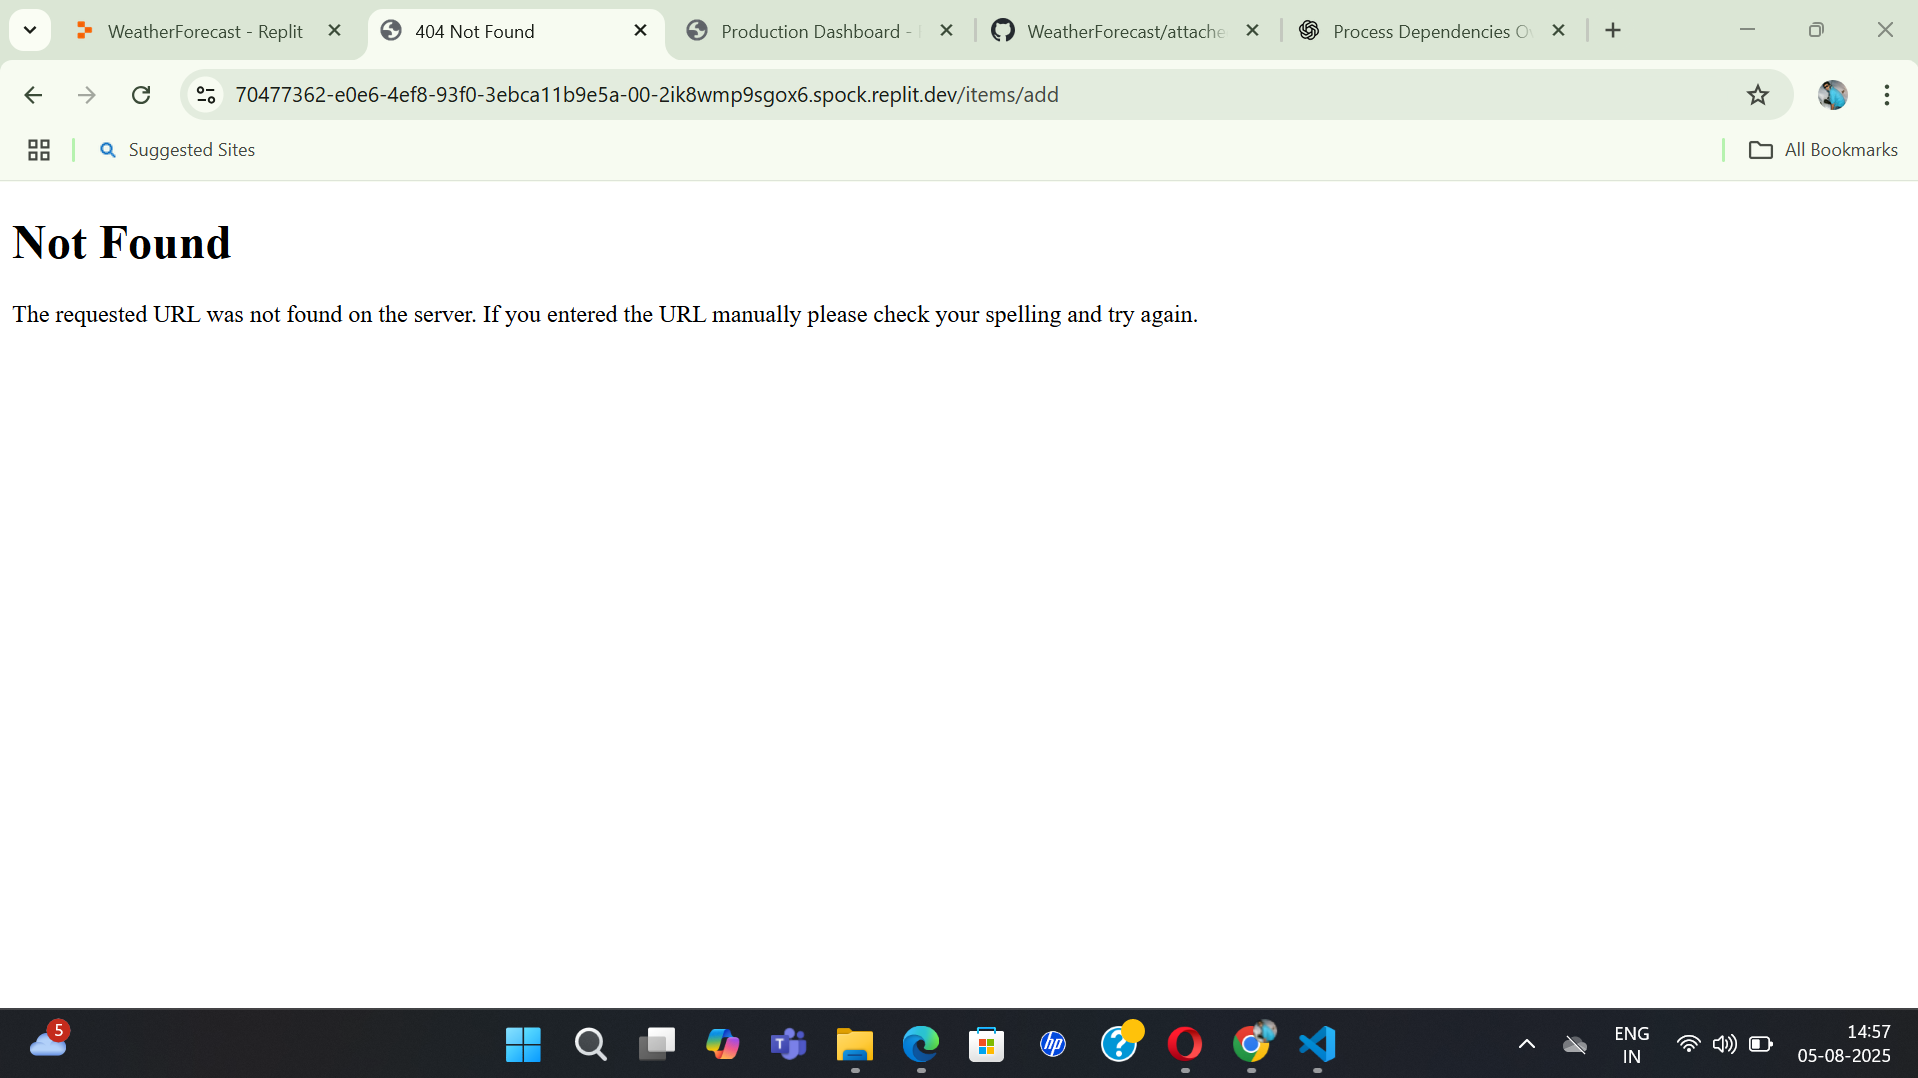 WeatherForecast - Replit
404 Not Found
Production Dashboard -
WeatherForecast/attache
Process Dependencies Ov
70477362-e0e6-4ef8-93f0-3ebca11b9e5a-00-2ik8wmp9sgox6.spock.replit.dev/items/add
Suggested Sites
All Bookmarks
Not Found
The requested URL was not found on the server. If you entered the URL manually please check your spelling and try again.
5
hp
ENG
IN
14:57
05-08-2025